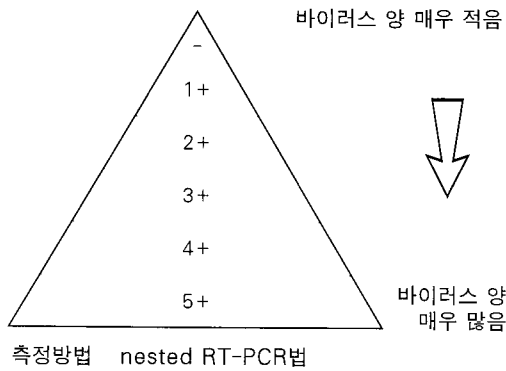 바이러스 양 매우 적음
-
1+
2+
3+
4+
5+
바이러스 양
매우 많음
측정방법 nested RT-PCR법